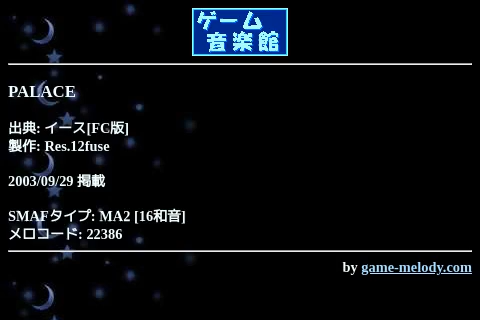 ゲーム
音楽館
PALACE
出典: イース[FC版]
製作: Res.12fuse
2003/09/29 掲載
SMAFタイプ: MA2 [16和音]
メロコード: 22386
by game-melody.com